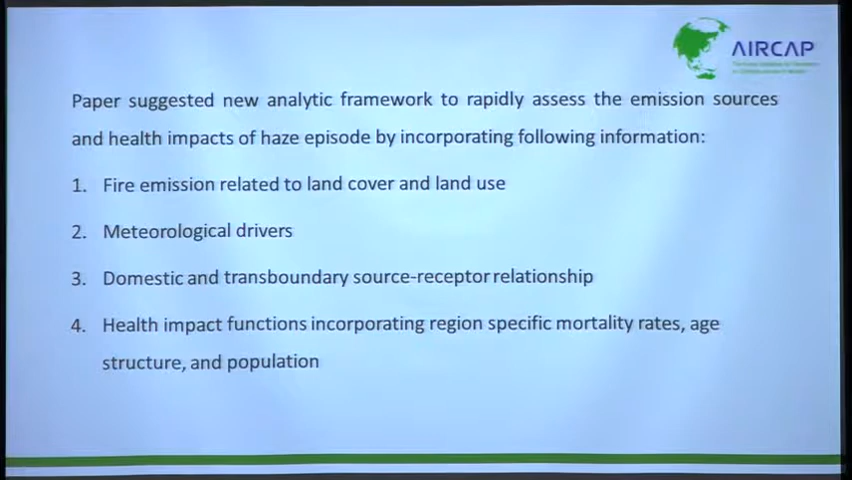 AIRCAP
Paper suggested new analytic framework to rapidly assess the emission sources
and health impacts of haze episode by incorporating following information:
1. Fire emission related to land cover and land use
2. Meteorological drivers
3. Domestic and transboundary source-receptor relationship
4. Health impact functions incorporating region specific mortality rates, age
structure, and population